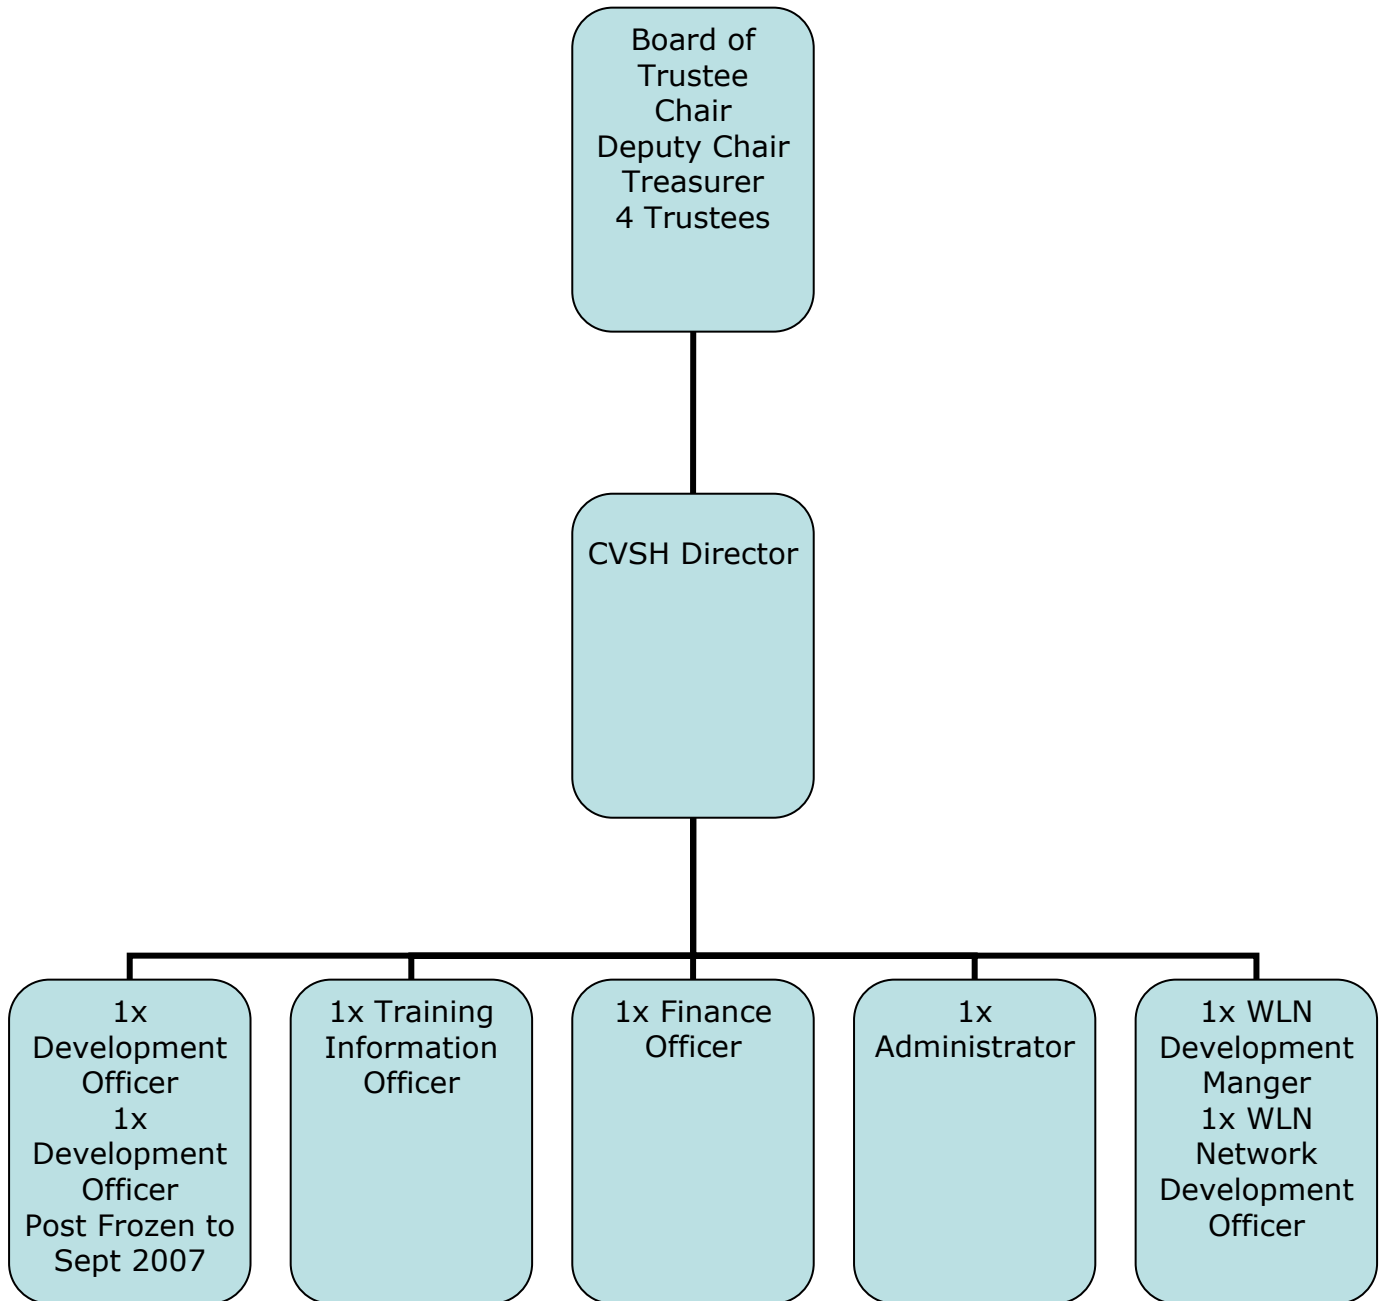 Board of
Trustee
Chair
Deputy Chair
Treasurer
4 Trustees
CVSH Director
1x
Development
Officer
1x
Development
Officer
Post Frozen to
Sept 2007
1x Training
Information
Officer
1x Finance
Officer
1x
Administrator
1x WLN
Development
Manger
1x WLN
Network
Development
Officer